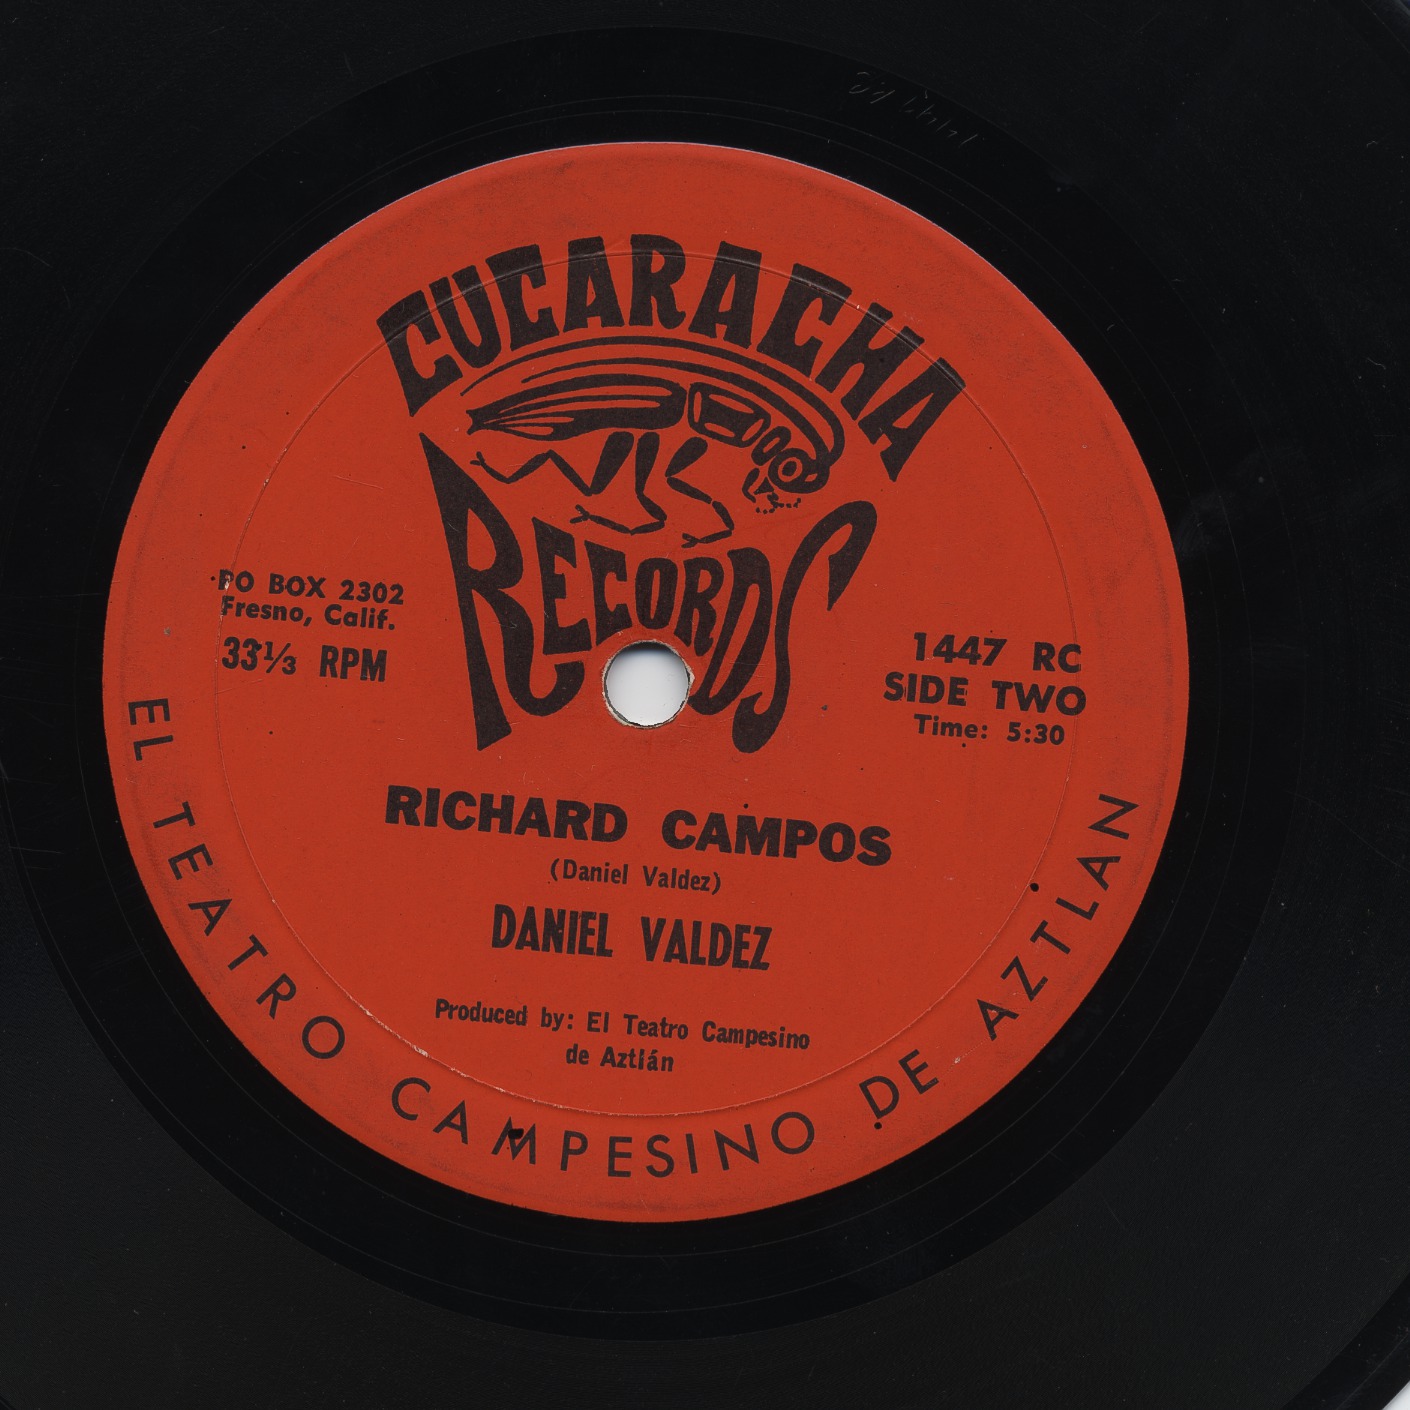 CUCARACHA
RECORDS
PO BOX 2302
Fresno, Calif.
33⅓ RPM
1447 RC
SIDE TWO
Time: 5:30
RICHARD CAMPOS
(Daniel Valdez)
DANIEL VALDEZ
Produced by: El Teatro Campesino
de Aztlán
EL TEATRO CAMPESINO DE AZTLAN